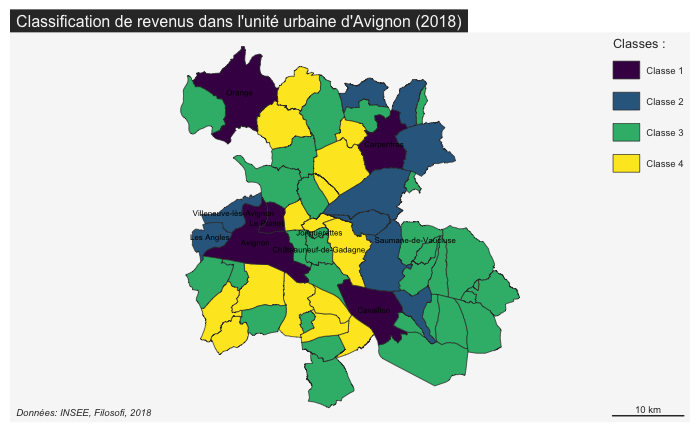 Classification de revenus dans l'unité urbaine d'Avignon (2018)
Classes :
Classe 1
Classe 2
Classe 3
Classe 4
Orange
Carpentras
Villeneuve-lès-Avignon
Le Pontet
Jonquerettes
Les Angles
Avignon
Saumane-de-Vaucluse
Châteauneuf-de-Gadagne
Cavaillon
Données: INSEE, Filosofi, 2018
10 km